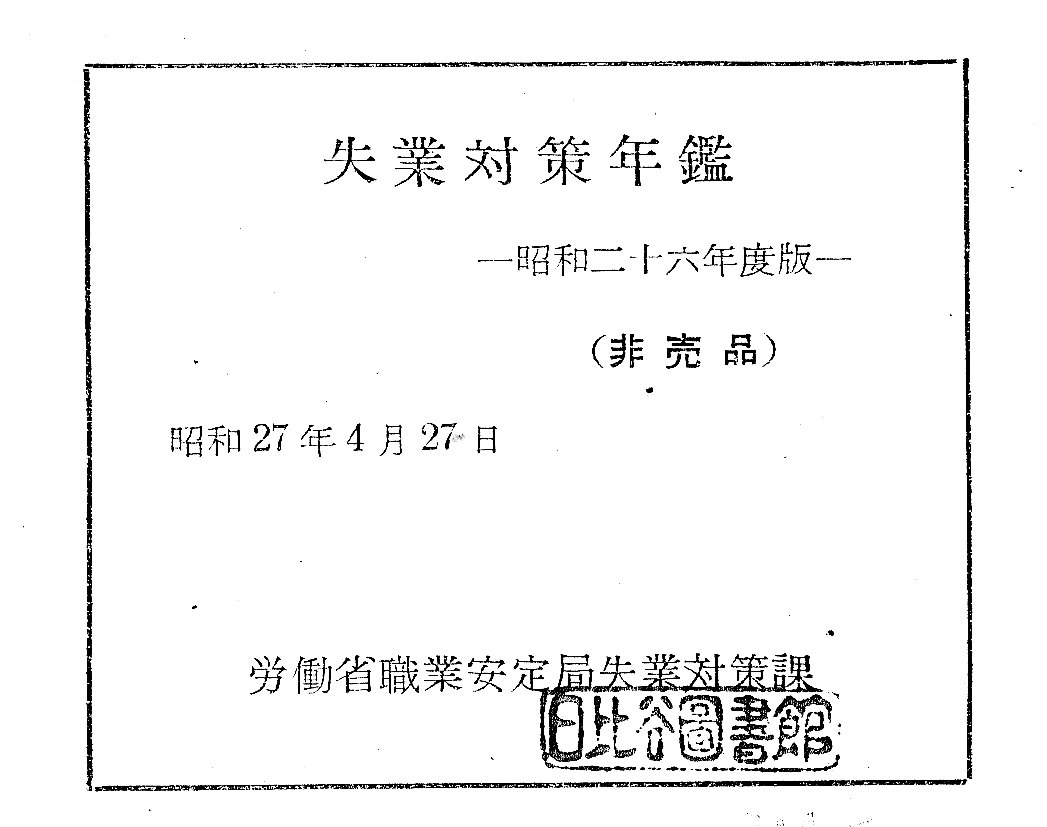 失業対策年鑑
―昭和二十六年度版―
(非売品)
昭和27年4月27日
労働省職業安定局失業対策課
日比谷圖書館